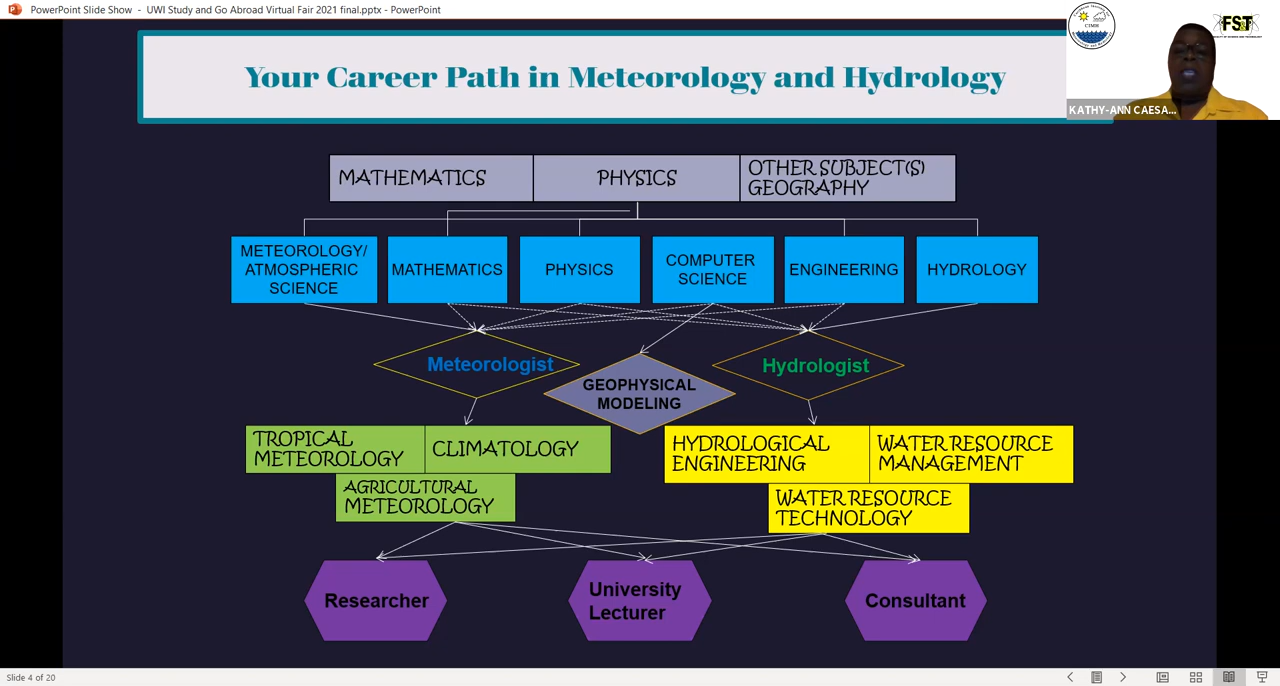 PowerPoint Slide Show - UWI Study and Go Abroad Virtual Fair 2021 final.pptx - PowerPoint
Your Career Path in Meteorology and Hydrology
CIMH
FST
KATHY-ANN CAESA...
MATHEMATICS
PHYSICS
OTHER SUBJECT(S)
GEOGRAPHY
METEOROLOGY/
ATMOSPHERIC
SCIENCE
MATHEMATICS
PHYSICS
COMPUTER
SCIENCE
ENGINEERING
HYDROLOGY
Meteorologist
GEOPHYSICAL
MODELING
Hydrologist
TROPICAL
METEOROLOGY
CLIMATOLOGY
AGRICULTURAL
METEOROLOGY
HYDROLOGICAL
ENGINEERING
WATER RESOURCE
MANAGEMENT
WATER RESOURCE
TECHNOLOGY
Researcher
University
Lecturer
Consultant
Slide 4 of 20